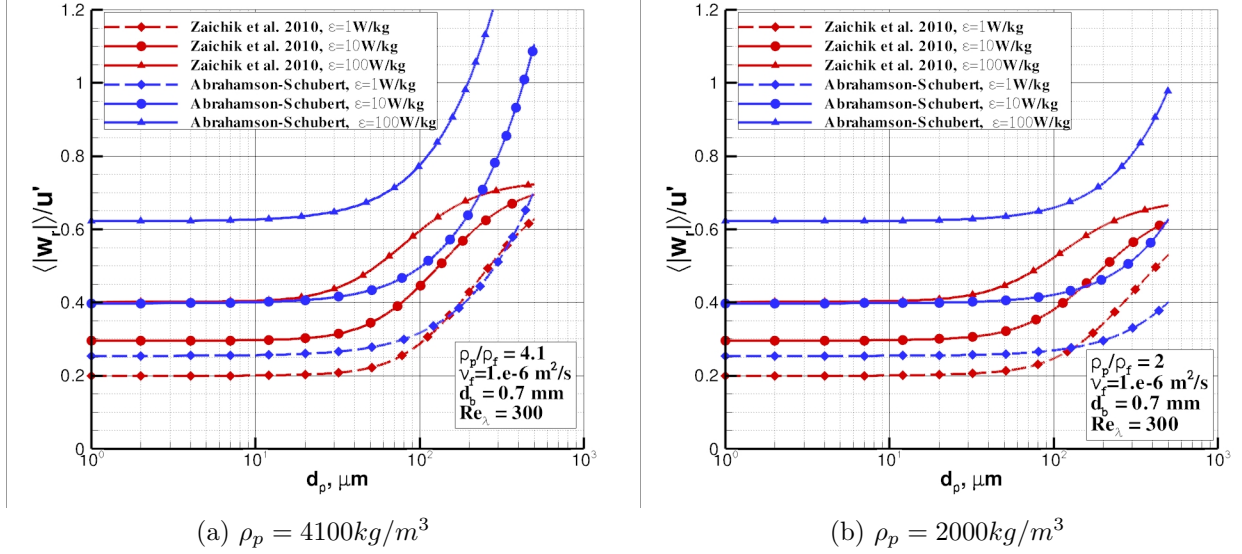 ⟨|w_r|⟩/u'
1.2
1
0.8
0.6
0.4
0.2
0
Zaichik et al. 2010, ε=1W/kg
Zaichik et al. 2010, ε=10W/kg
Zaichik et al. 2010, ε=100W/kg
Abrahamson-Schubert, ε=1W/kg
Abrahamson-Schubert, ε=10W/kg
Abrahamson-Schubert, ε=100W/kg
ρ_p/ρ_f = 4.1
ν_f=1.e-6 m²/s
d_b = 0.7 mm
Re_λ = 300
10⁰ 10¹ 10² 10³
d_p, μm
(a) ρ_p = 4100kg/m³
⟨|w_r|⟩/u'
1.2
1
0.8
0.6
0.4
0.2
0
Zaichik et al. 2010, ε=1W/kg
Zaichik et al. 2010, ε=10W/kg
Zaichik et al. 2010, ε=100W/kg
Abrahamson-Schubert, ε=1W/kg
Abrahamson-Schubert, ε=10W/kg
Abrahamson-Schubert, ε=100W/kg
ρ_p/ρ_f = 2
ν_f=1.e-6 m²/s
d_b = 0.7 mm
Re_λ = 300
10⁰ 10¹ 10² 10³
d_p, μm
(b) ρ_p = 2000kg/m³